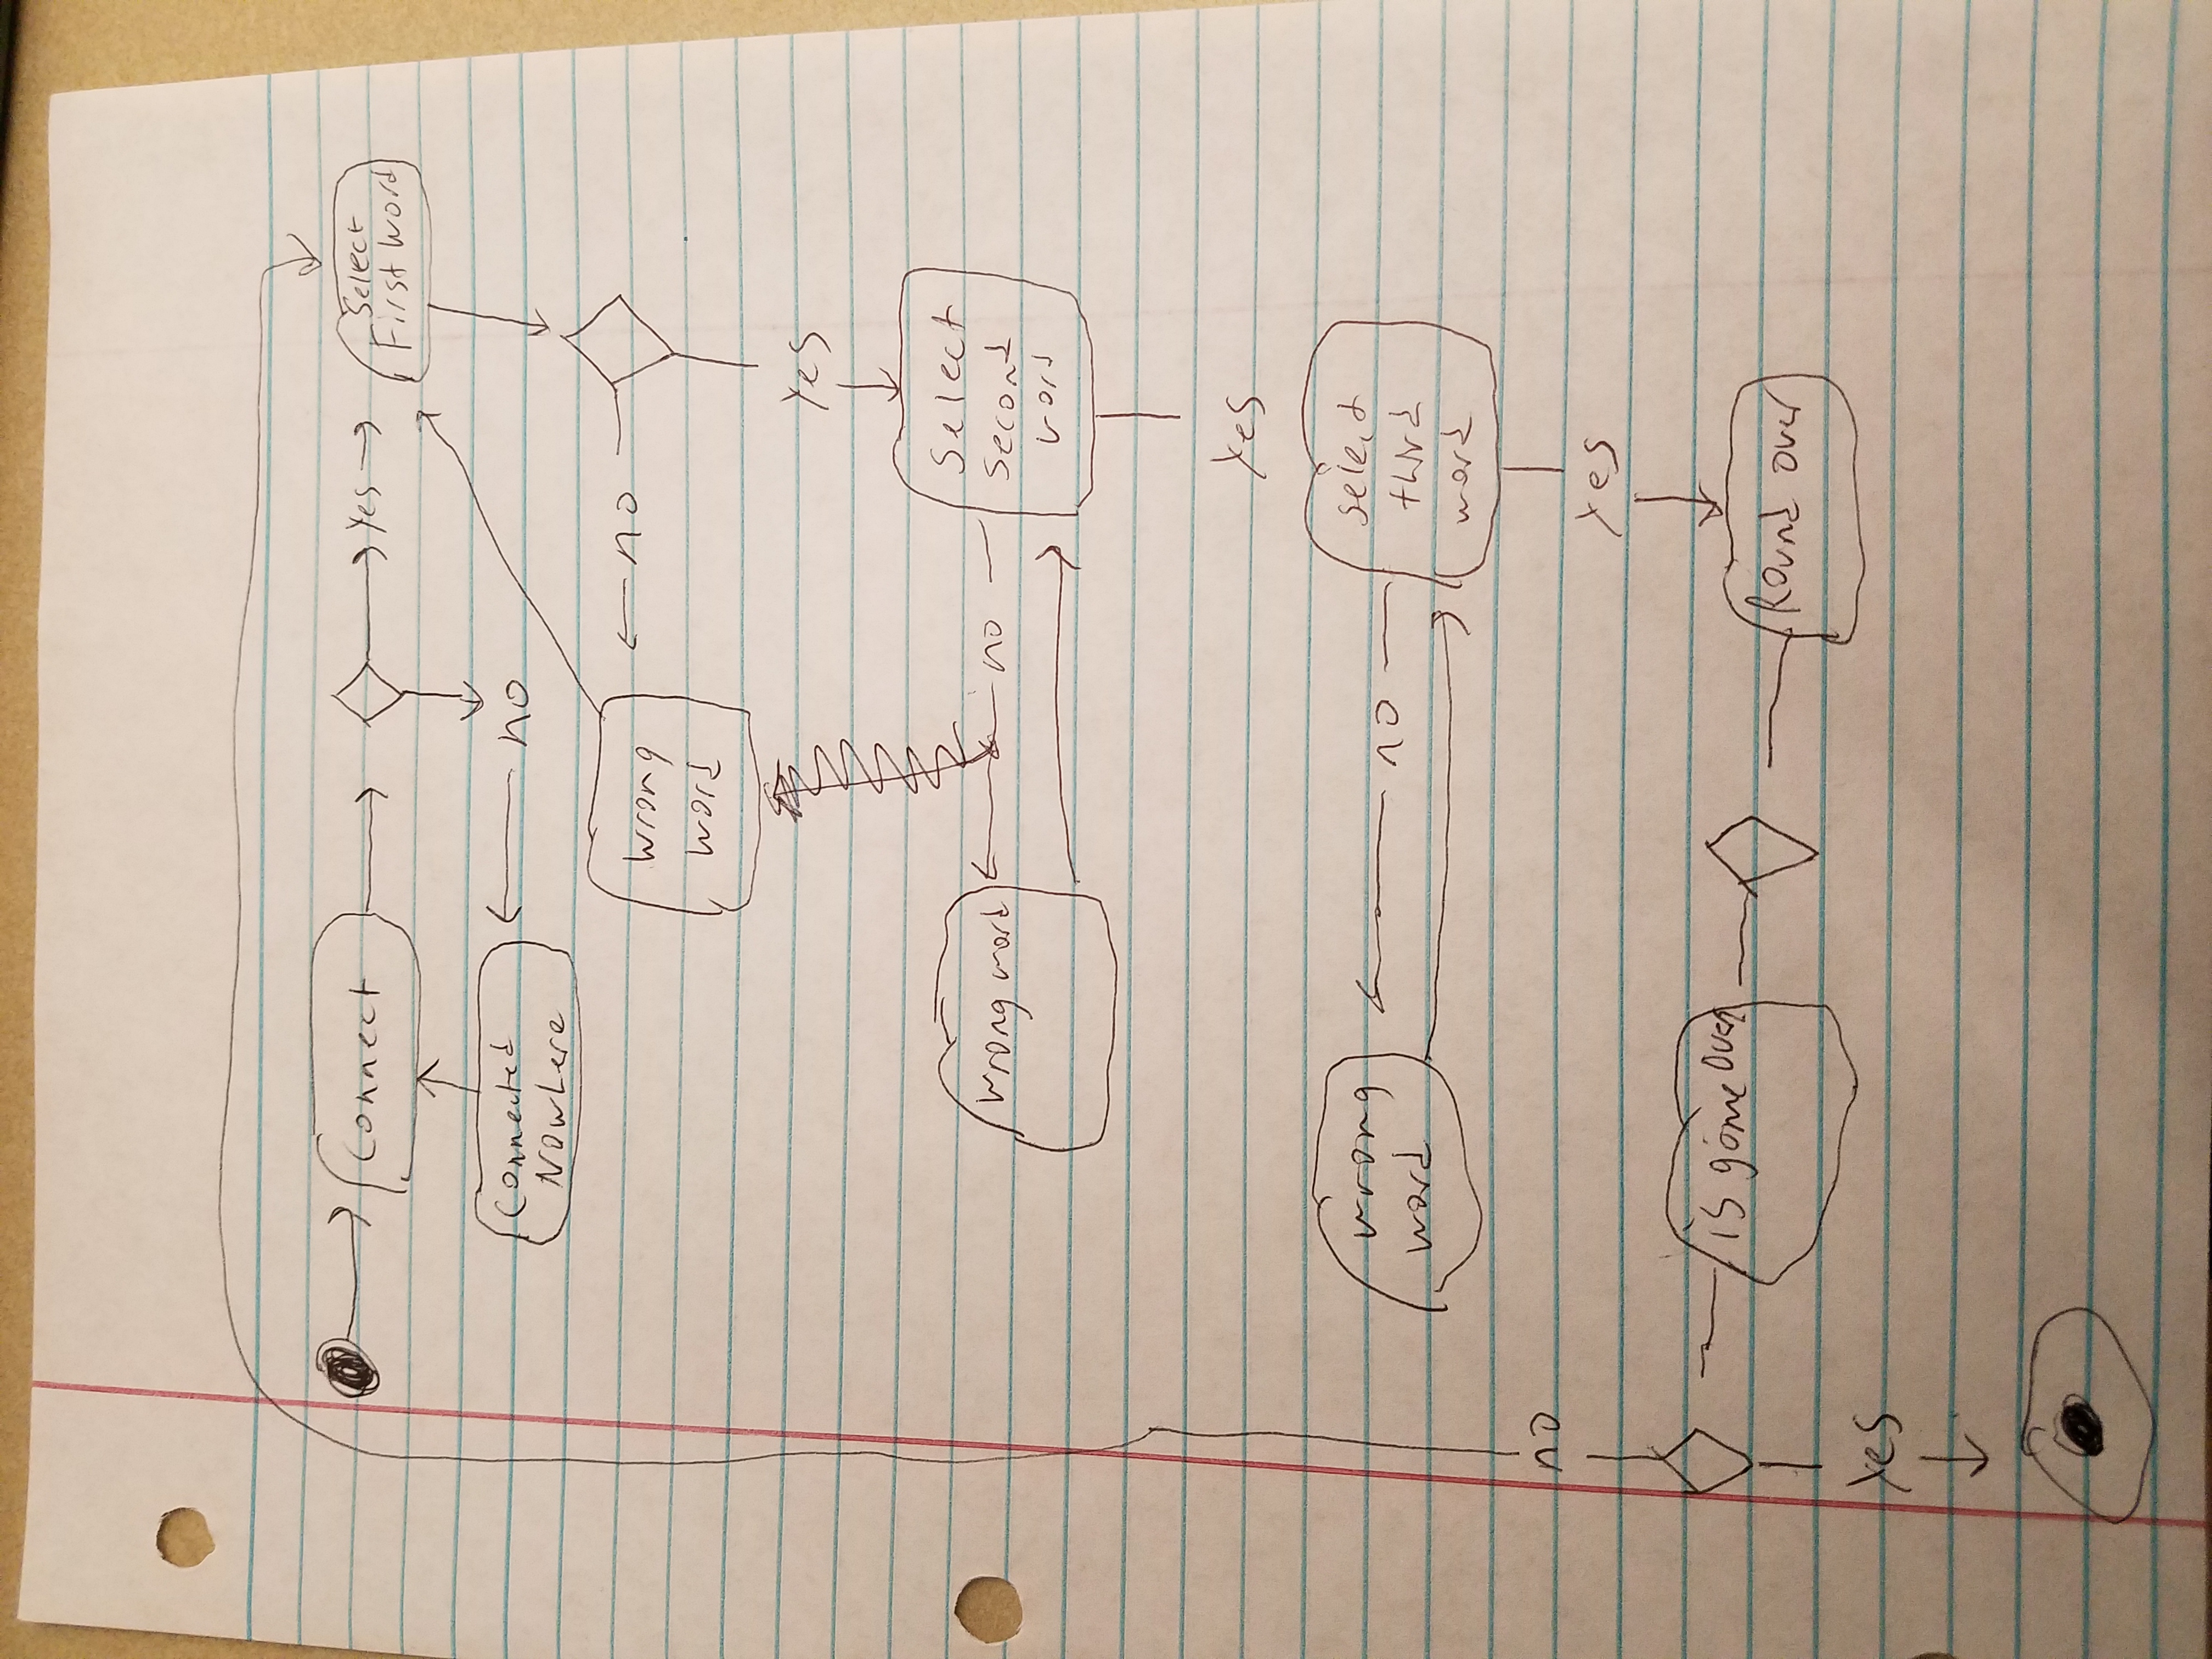 Connect
Yes
Select
First Word
Connected
Nowhere
no
Wrong
word
no
Yes
Wrong word
no
Select
Second
word
Yes
wrong
word
no
select
third
word
no
Yes
is game Over
Round over
Yes